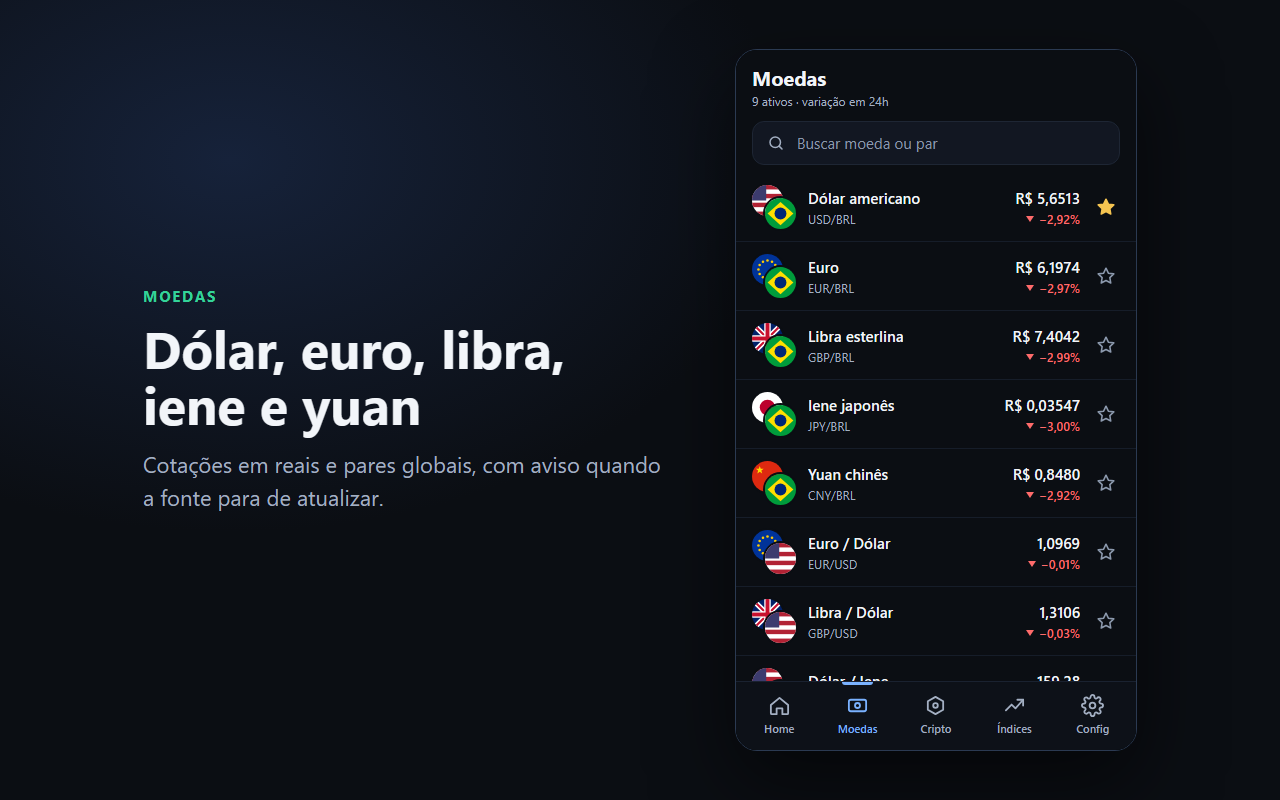 MOEDAS
Dólar, euro, libra,
iene e yuan
Cotações em reais e pares globais, com aviso quando
a fonte para de atualizar.
Moedas
9 ativos · variação em 24h
Buscar moeda ou par
Dólar americano
R$ 5,6513
USD/BRL
▼ −2,92%
Euro
R$ 6,1974
EUR/BRL
▼ −2,97%
Libra esterlina
R$ 7,4042
GBP/BRL
▼ −2,99%
Iene japonês
R$ 0,03547
JPY/BRL
▼ −3,00%
Yuan chinês
R$ 0,8480
CNY/BRL
▼ −2,92%
Euro / Dólar
1,0969
EUR/USD
▼ −0,01%
Libra / Dólar
1,3106
GBP/USD
▼ −0,03%
Dólar / Iene
Home
Moedas
Cripto
Índices
Config